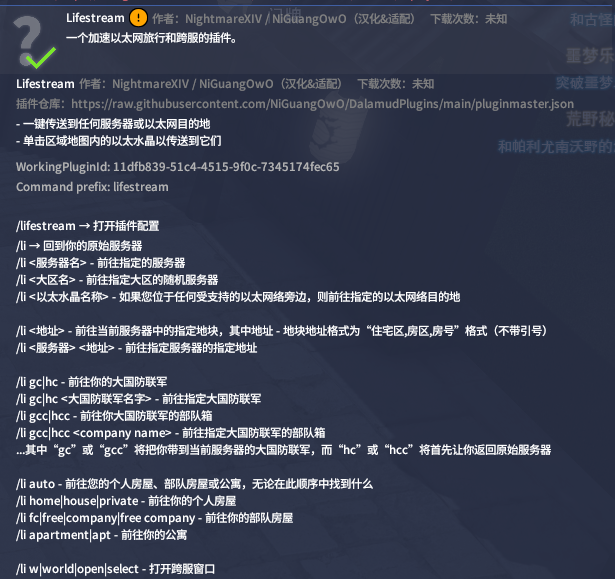 Lifestream ! 作者：NightmareXIV / NiGuangOwO（汉化&适配） 下载次数：未知
一个加速以太网旅行和跨服的插件。
Lifestream 作者：NightmareXIV / NiGuangOwO（汉化&适配） 下载次数：未知
插件仓库：https://raw.githubusercontent.com/NiGuangOwO/DalamudPlugins/main/pluginmaster.json
- 一键传送到任何服务器或以太网目的地
- 单击区域地图内的以太水晶以传送到它们
WorkingPluginId: 11dfb839-51c4-4515-9f0c-7345174fec65
Command prefix: lifestream
/lifestream → 打开插件配置
/li → 回到你的原始服务器
/li <服务器名> - 前往指定的服务器
/li <大区名> - 前往指定大区的随机服务器
/li <以太水晶名称> - 如果您位于任何受支持的以太网络旁边，则前往指定的以太网络目的地
/li <地址> - 前往当前服务器中的指定地块，其中地址 - 地块地址格式为“住宅区,房区,房号”格式（不带引号）
/li <服务器> <地址> - 前往指定服务器的指定地址
/li gc|hc - 前往你的大国防联军
/li gc|hc <大国防联军名字> - 前往指定大国防联军
/li gcc|hcc - 前往你大国防联军的部队箱
/li gcc|hcc <company name> - 前往指定大国防联军的部队箱
...其中“gc”或“gcc”将把你带到当前服务器的大国防联军，而“hc”或“hcc”将首先让你返回原始服务器
/li auto - 前往您的个人房屋、部队房屋或公寓，无论在此顺序中找到什么
/li home|house|private - 前往你的个人房屋
/li fc|free|company|free company - 前往你的部队房屋
/li apartment|apt - 前往你的公寓
/li w|world|open|select - 打开跨服窗口
和古怪
噩梦乐
突破噩梦
荒野秘
和帕利尤南沃野的